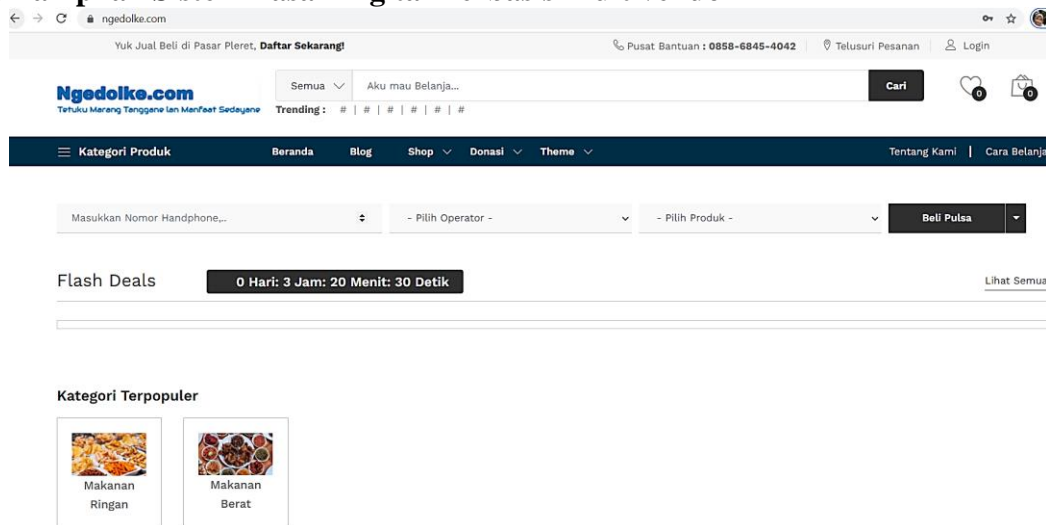 ngedolke.com
Yuk Jual Beli di Pasar Pleret, Daftar Sekarang!
Pusat Bantuan : 0858-6845-4042
Telusuri Pesanan
Login
Ngedolke.com
Tetuku Marang Tanggane lan Manfaat Sedayane
Semua
Aku mau Belanja...
Cari
0
0
Trending : # | # | # | # | # | #
Kategori Produk
Beranda
Blog
Shop
Donasi
Theme
Tentang Kami | Cara Belanja
Masukkan Nomor Handphone,..
- Pilih Operator -
- Pilih Produk -
Beli Pulsa
Flash Deals
0 Hari: 3 Jam: 20 Menit: 30 Detik
Lihat Semua
Kategori Terpopuler
Makanan
Ringan
Makanan
Berat